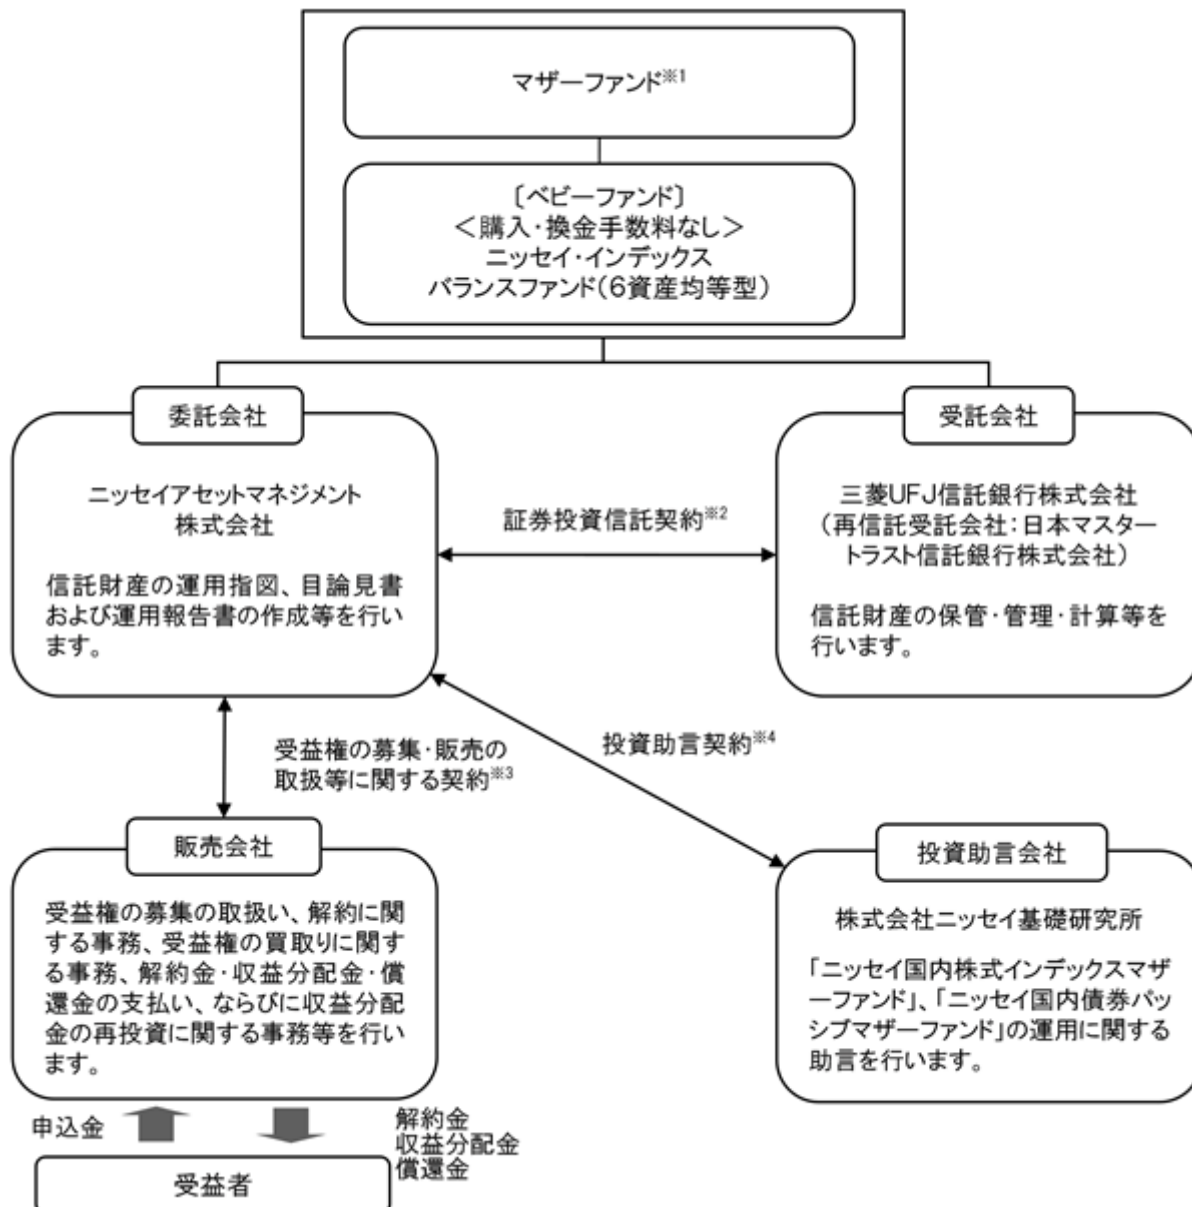 マザーファンド※1
〔ベビーファンド〕
＜購入・換金手数料なし＞
ニッセイ・インデックス
バランスファンド（6資産均等型）
委託会社
ニッセイアセットマネジメント
株式会社
信託財産の運用指図、目論見書
および運用報告書の作成等を行い
ます。
証券投資信託契約※2
受託会社
三菱UFJ信託銀行株式会社
（再信託受託会社：日本マスター
トラスト信託銀行株式会社）
信託財産の保管・管理・計算等を
行います。
受益権の募集・販売の
取扱等に関する契約※3
投資助言契約※4
販売会社
受益権の募集の取扱い、解約に関
する事務、受益権の買取りに関す
る事務、解約金・収益分配金・償
還金の支払い、ならびに収益分配
金の再投資に関する事務等を行い
ます。
投資助言会社
株式会社ニッセイ基礎研究所
「ニッセイ国内株式インデックスマザ
ーファンド」、「ニッセイ国内債券パッ
シブマザーファンド」の運用に関する
助言を行います。
申込金
解約金
収益分配金
償還金
受益者